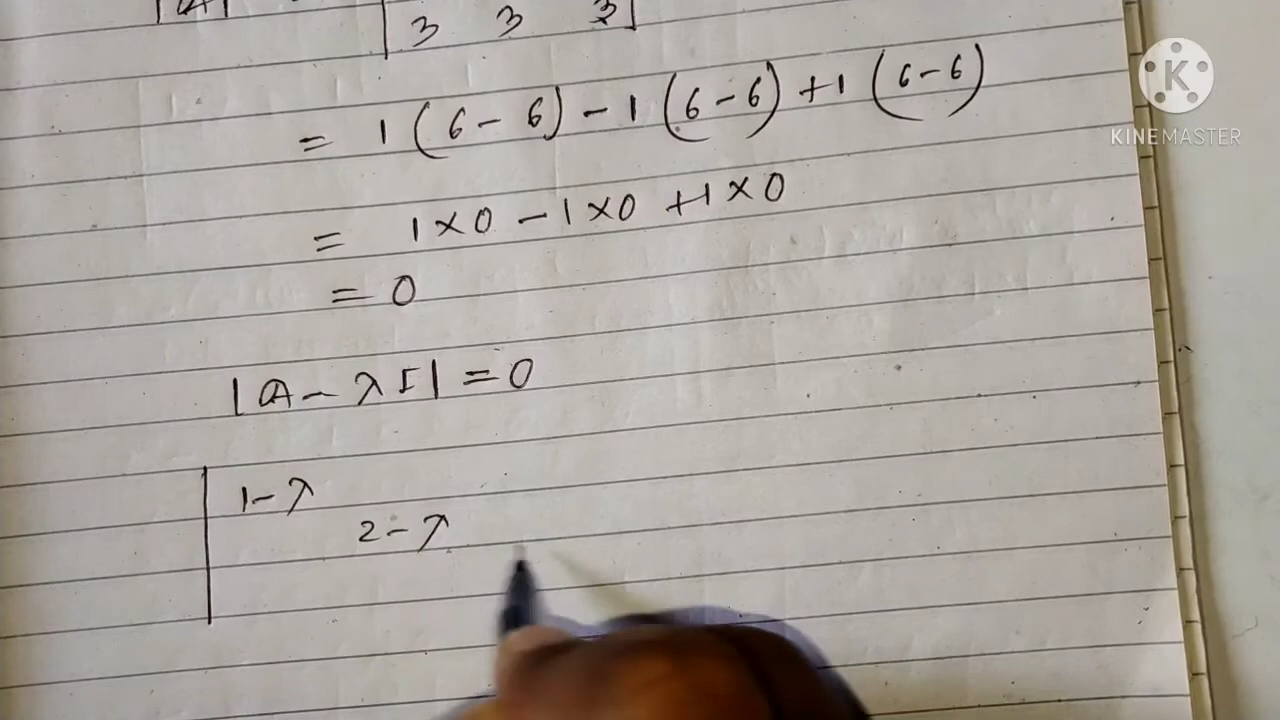 |A|
3 3 3
= 1 (6 - 6) - 1 (6 - 6) + 1 (6 - 6)
= 1 × 0 - 1 × 0 + 1 × 0
= 0
|A - λI| = 0
1 - λ
2 - λ
K
KINEMASTER